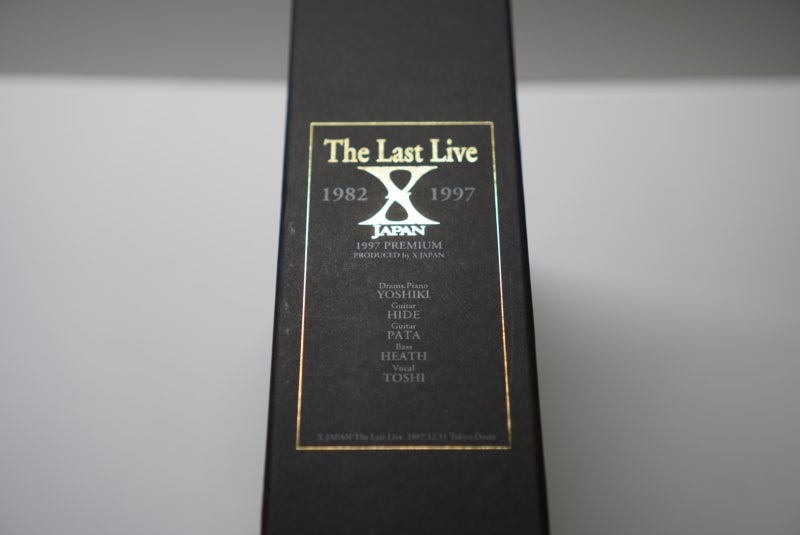 The Last Live
1982 X 1997
JAPAN
1997 PREMIUM
PRODUCED by X JAPAN
Drums.Piano
YOSHIKI
Guitar
HIDE
Guitar
PATA
Bass
HEATH
Vocal
TOSHI
X JAPAN The Last Live 1997.12.31 Tokyo Dome